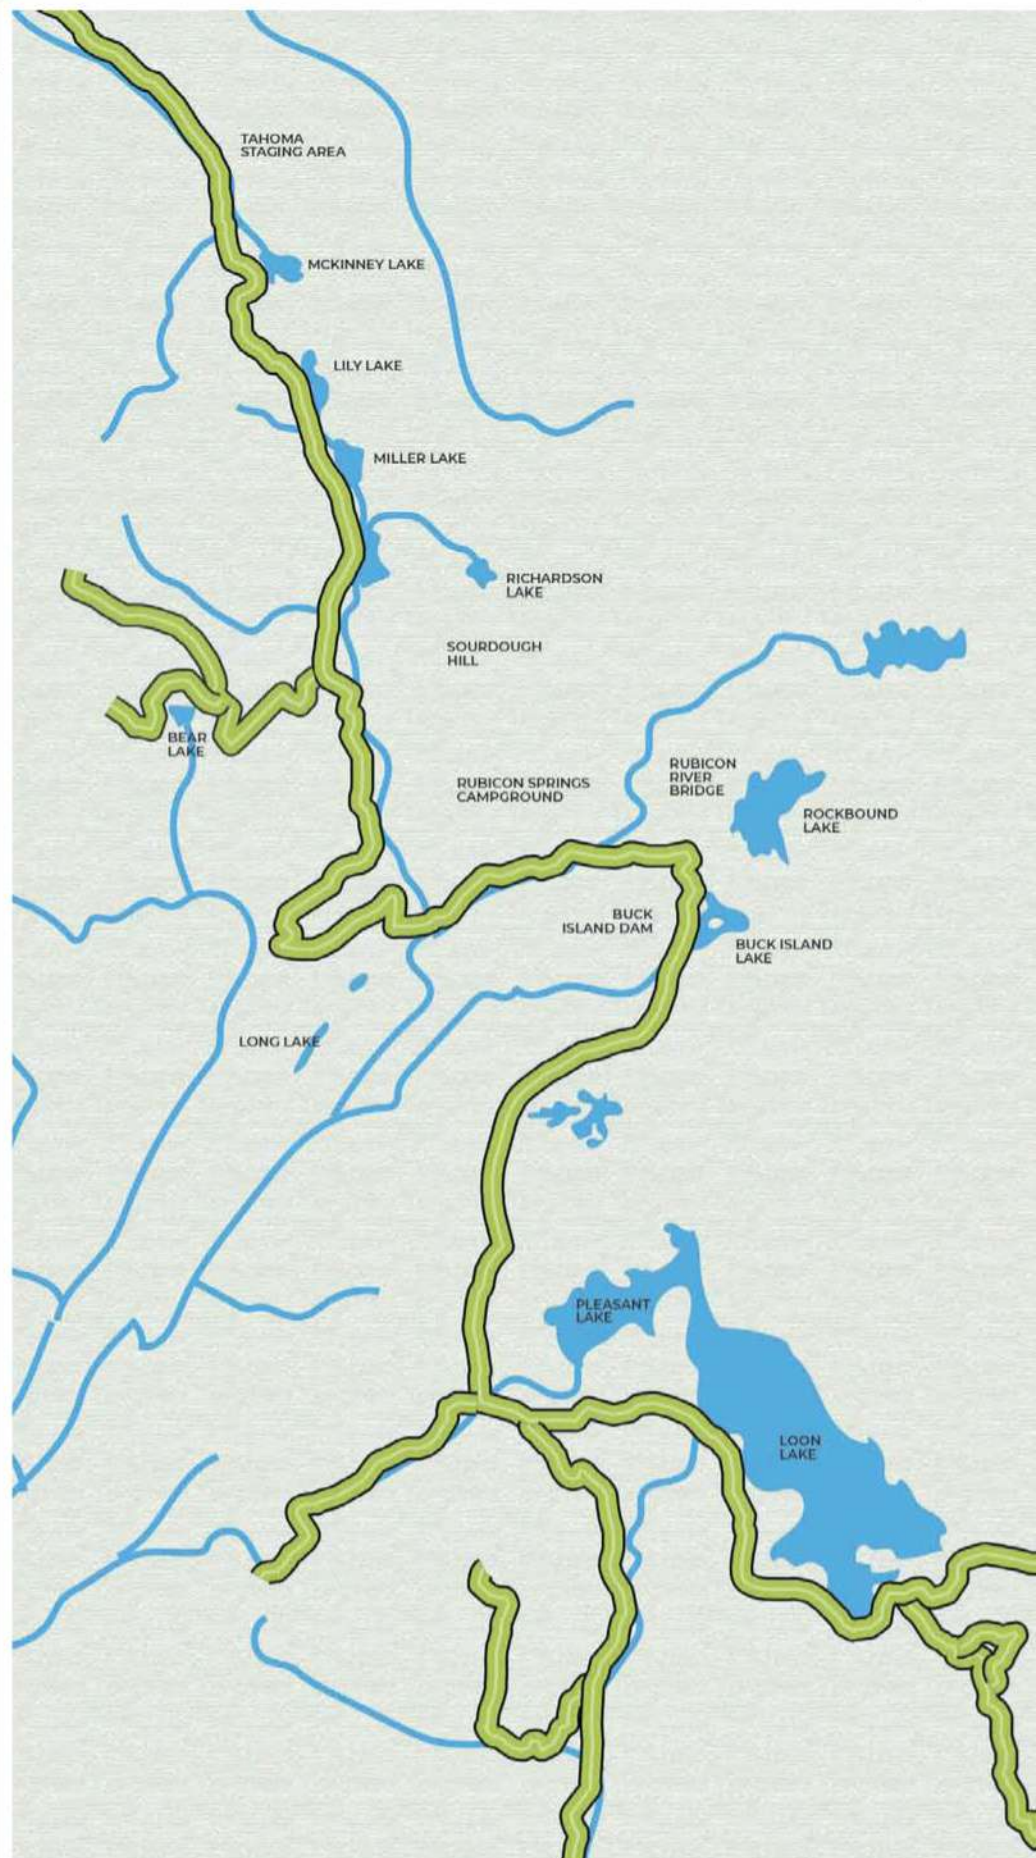 TAHOMA
STAGING AREA
MCKINNEY LAKE
LILY LAKE
MILLER LAKE
RICHARDSON
LAKE
SOURDOUGH
HILL
BEAR
LAKE
RUBICON SPRINGS
CAMPGROUND
RUBICON
RIVER
BRIDGE
ROCKBOUND
LAKE
BUCK
ISLAND DAM
BUCK ISLAND
LAKE
LONG LAKE
PLEASANT
LAKE
LOON
LAKE